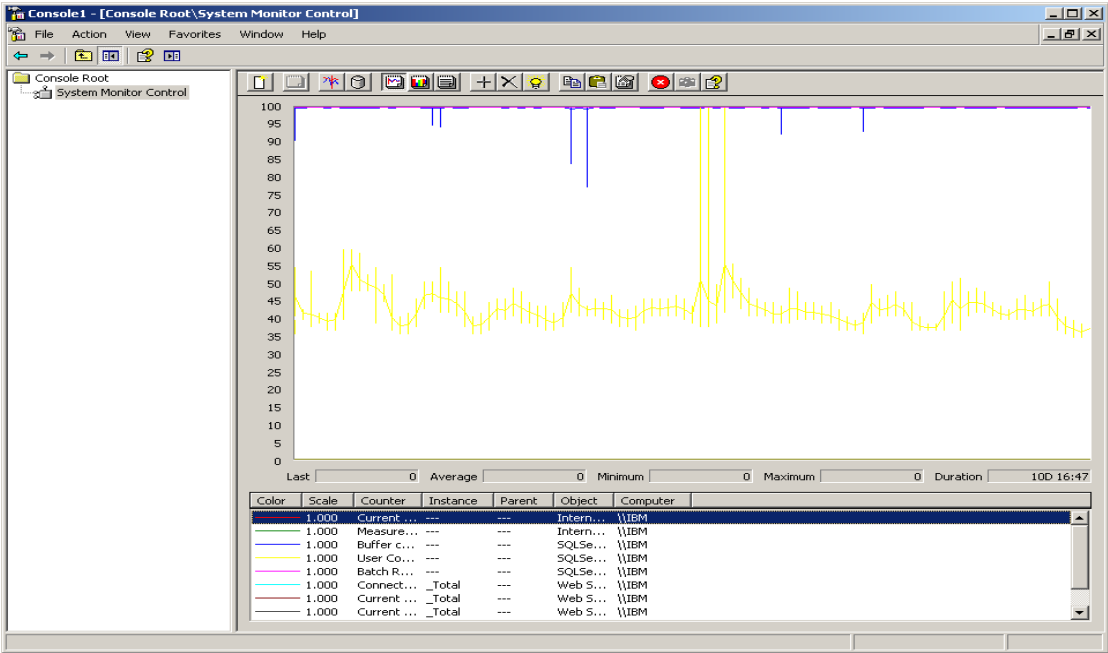 Console1 - [Console Root\System Monitor Control]
File Action View Favorites Window Help
Console Root
System Monitor Control
100
95
90
85
80
75
70
65
60
55
50
45
40
35
30
25
20
15
10
5
0
Last 0 Average 0 Minimum 0 Maximum 0 Duration 10D 16:47
Color Scale Counter Instance Parent Object Computer
1.000 Current ... --- --- Intern... \\IBM
1.000 Measure... --- --- Intern... \\IBM
1.000 Buffer c... --- --- SQLSe... \\IBM
1.000 User Co... --- --- SQLSe... \\IBM
1.000 Batch R... --- --- SQLSe... \\IBM
1.000 Connect... _Total --- Web S... \\IBM
1.000 Current ... _Total --- Web S... \\IBM
1.000 Current ... _Total --- Web S... \\IBM